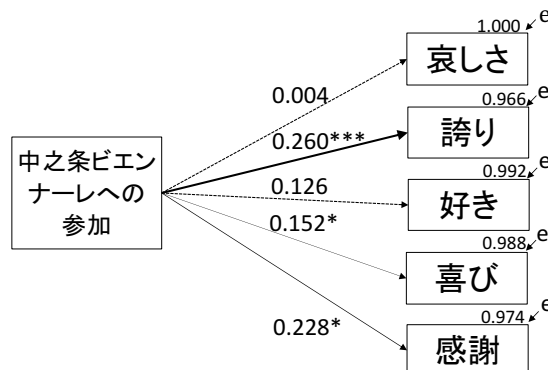 1.000 e
哀しさ
0.004
0.966 e
誇り
0.260***
中之条ビエン
ナーレへの
参加
0.992 e
好き
0.126
0.152*
0.988 e
喜び
0.974 e
感謝
0.228*